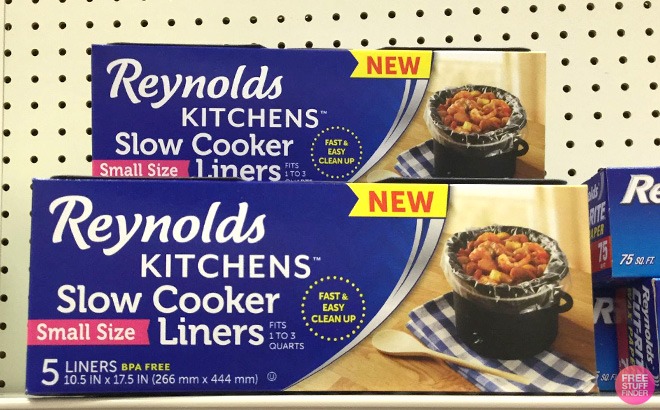 Reynolds
KITCHENS™
Slow Cooker
Small Size Liners
FITS
1 TO 3
QUARTS
FAST &
EASY
CLEAN UP
NEW
Reynolds
KITCHENS™
Slow Cooker
Small Size Liners
FITS
1 TO 3
QUARTS
FAST &
EASY
CLEAN UP
NEW
5 LINERS BPA FREE
10.5 IN x 17.5 IN (266 mm x 444 mm)
Re
75
75 SQ. FT.
R
FREE
STUFF
FINDER